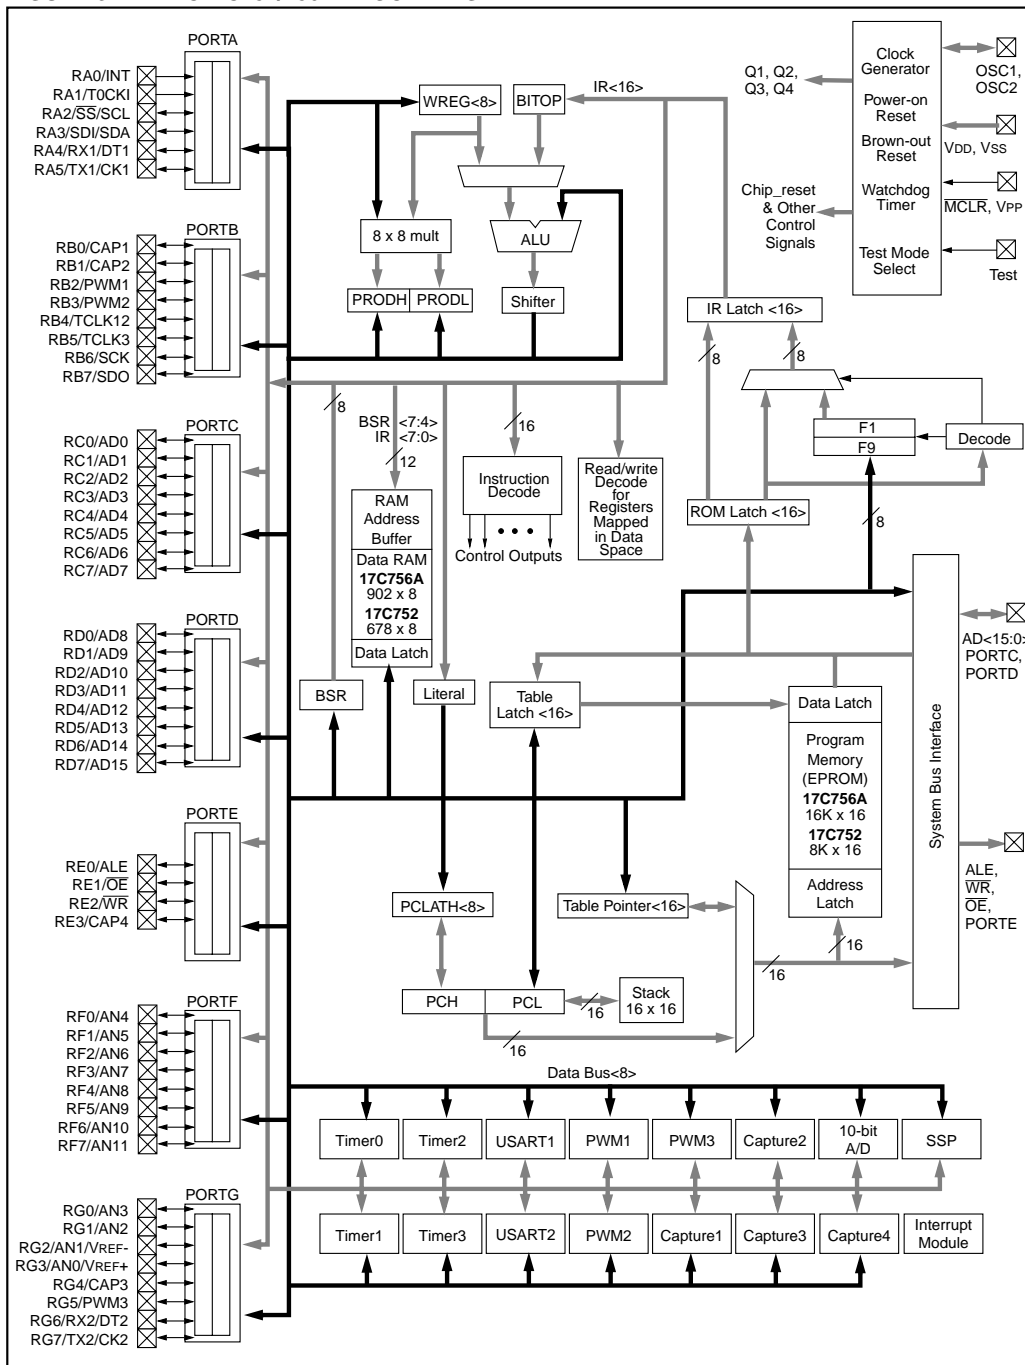 PORTA
RA0/INT
RA1/T0CKI
RA2/SS/SCL
RA3/SDI/SDA
RA4/RX1/DT1
RA5/TX1/CK1
PORTB
RB0/CAP1
RB1/CAP2
RB2/PWM1
RB3/PWM2
RB4/TCLK12
RB5/TCLK3
RB6/SCK
RB7/SDO
PORTC
RC0/AD0
RC1/AD1
RC2/AD2
RC3/AD3
RC4/AD4
RC5/AD5
RC6/AD6
RC7/AD7
PORTD
RD0/AD8
RD1/AD9
RD2/AD10
RD3/AD11
RD4/AD12
RD5/AD13
RD6/AD14
RD7/AD15
PORTE
RE0/ALE
RE1/OE
RE2/WR
RE3/CAP4
PORTF
RF0/AN4
RF1/AN5
RF2/AN6
RF3/AN7
RF4/AN8
RF5/AN9
RF6/AN10
RF7/AN11
PORTG
RG0/AN3
RG1/AN2
RG2/AN1/VREF-
RG3/AN0/VREF+
RG4/CAP3
RG5/PWM3
RG6/RX2/DT2
RG7/TX2/CK2
WREG<8>
BITOP
IR<16>
8 x 8 mult
ALU
PRODH
PRODL
Shifter
Q1, Q2,
Q3, Q4
Chip_reset
& Other
Control
Signals
Clock
Generator
Power-on
Reset
Brown-out
Reset
Watchdog
Timer
Test Mode
Select
OSC1,
OSC2
VDD, VSS
MCLR, VPP
Test
IR Latch <16>
8
8
F1
F9
Decode
8
ROM Latch <16>
8
BSR <7:4>
IR <7:0>
12
16
RAM
Address
Buffer
Data RAM
17C756A
902 x 8
17C752
678 x 8
Data Latch
Instruction
Decode
Control Outputs
Read/write
Decode
for
Registers
Mapped
in Data
Space
BSR
Literal
Table
Latch <16>
Data Latch
Program
Memory
(EPROM)
17C756A
16K x 16
17C752
8K x 16
Address
Latch
16
System Bus Interface
AD<15:0>
PORTC,
PORTD
ALE,
WR,
OE,
PORTE
PCLATH<8>
Table Pointer<16>
16
PCH
PCL
16
Stack
16 x 16
16
Data Bus<8>
Timer0
Timer2
USART1
PWM1
PWM3
Capture2
10-bit
A/D
SSP
Timer1
Timer3
USART2
PWM2
Capture1
Capture3
Capture4
Interrupt
Module